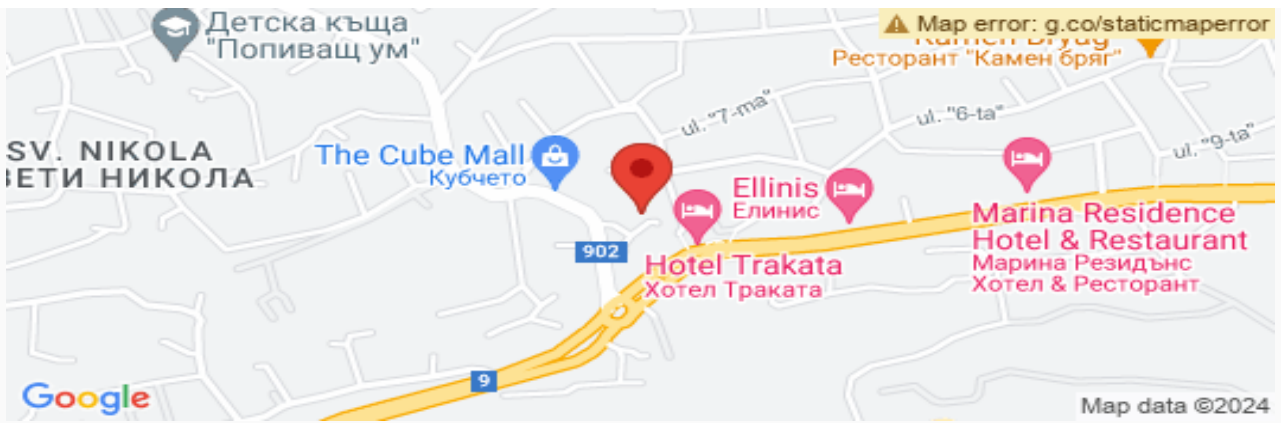 Детска къща
"Попиващ ум"
Map error: g.co/staticmaperror
Kamen Bryag
Ресторант "Камен бряг"
ul. "7-ma"
ul. "6-ta"
ul. "9-ta"
SV. NIKOLA
ВЕТИ НИКОЛА
The Cube Mall
Кубчето
Ellinis
Елинис
Marina Residence
Hotel & Restaurant
Марина Резидънс
Хотел & Ресторант
902
Hotel Trakata
Хотел Траката
9
Google
Map data ©2024